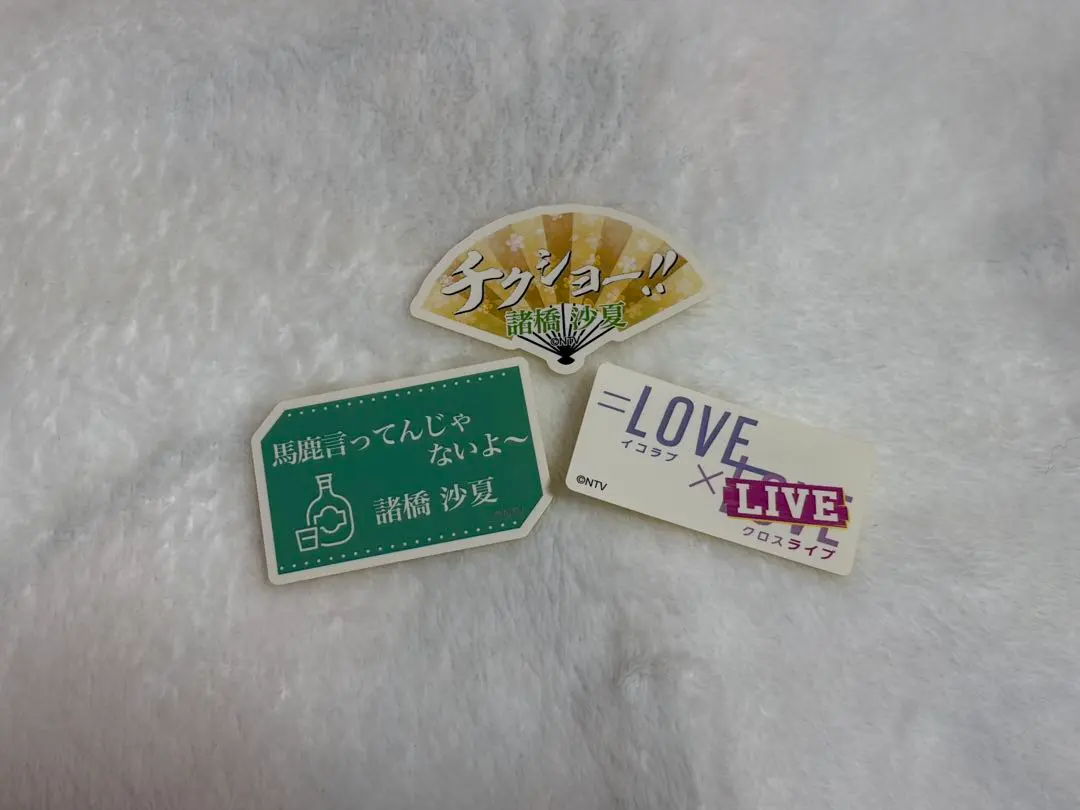 チクショー!!
諸橋 沙夏
©NTV
馬鹿言ってんじゃ
ないよ〜
諸橋 沙夏
©NTV
=LOVE
イコラブ
©NTV
×LOVE
LIVE
クロスライブ